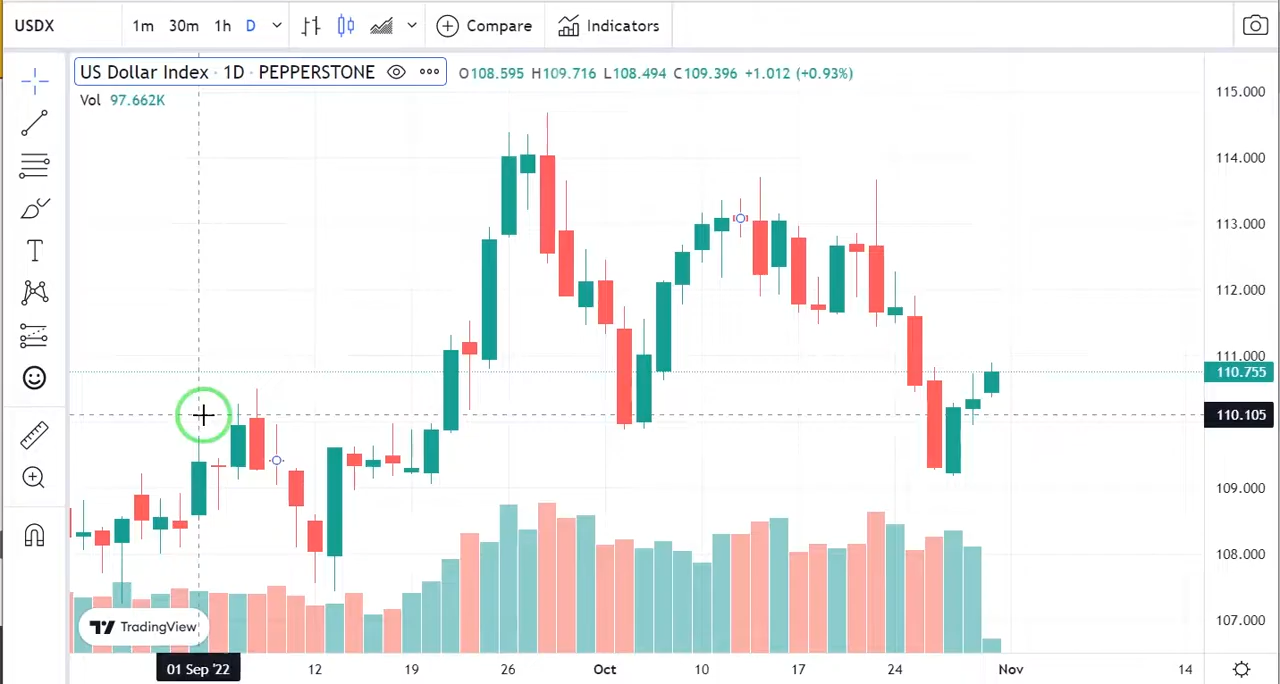 USDX 1m 30m 1h D Compare Indicators
US Dollar Index · 1D · PEPPERSTONE O108.595 H109.716 L108.494 C109.396 +1.012 (+0.93%)
Vol 97.662K
115.000
114.000
113.000
112.000
111.000
110.755
110.105
109.000
108.000
107.000
TradingView
01 Sep '22 12 19 26 Oct 10 17 24 Nov 14